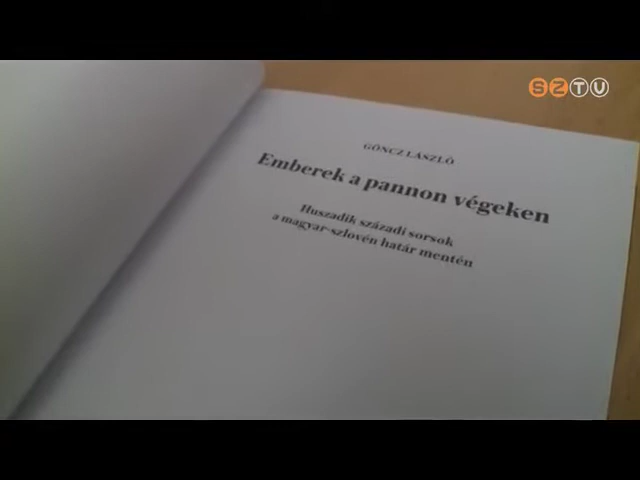 SZTV
GÖNCZ LÁSZLÓ
Emberek a pannon végeken
Huszadik századi sorsok
a magyar-szlovén határ mentén